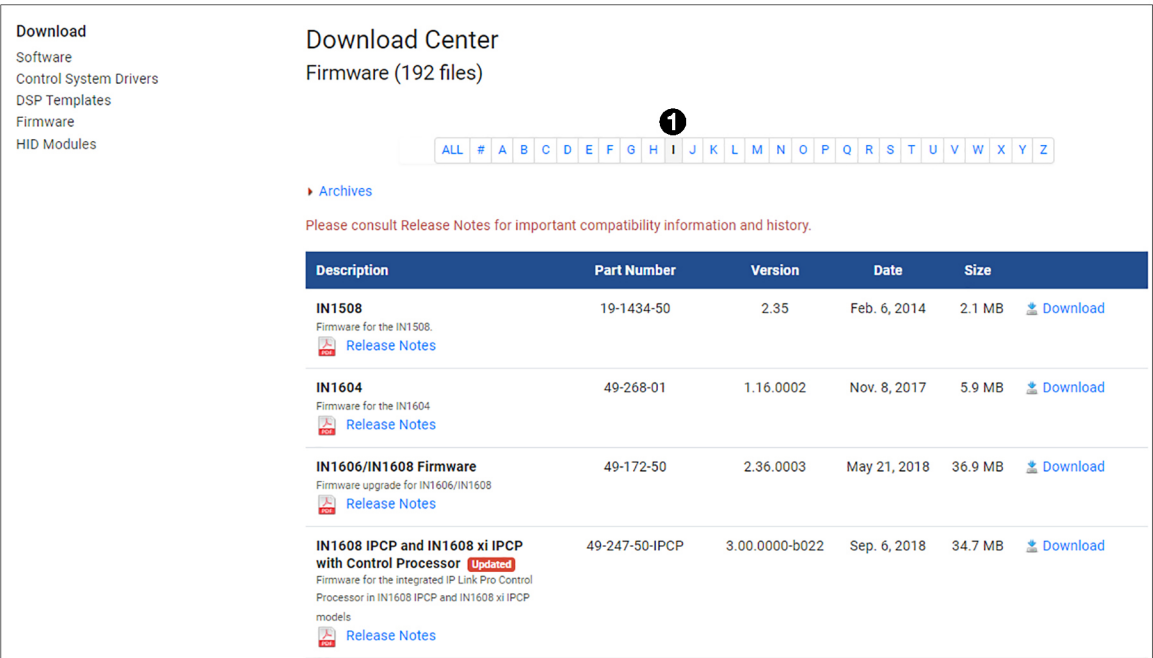 Download
Software
Control System Drivers
DSP Templates
Firmware
HID Modules
Download Center
Firmware (192 files)
1
ALL # A B C D E F G H I J K L M N O P Q R S T U V W X Y Z
Archives
Please consult Release Notes for important compatibility information and history.
Description Part Number Version Date Size
IN1508 19-1434-50 2.35 Feb. 6, 2014 2.1 MB Download
Firmware for the IN1508.
PDF Release Notes
IN1604 49-268-01 1.16.0002 Nov. 8, 2017 5.9 MB Download
Firmware for the IN1604
PDF Release Notes
IN1606/IN1608 Firmware 49-172-50 2.36.0003 May 21, 2018 36.9 MB Download
Firmware upgrade for IN1606/IN1608
PDF Release Notes
IN1608 IPCP and IN1608 xi IPCP 49-247-50-IPCP 3.00.0000-b022 Sep. 6, 2018 34.7 MB Download
with Control Processor Updated
Firmware for the integrated IP Link Pro Control
Processor in IN1608 IPCP and IN1608 xi IPCP
models
PDF Release Notes